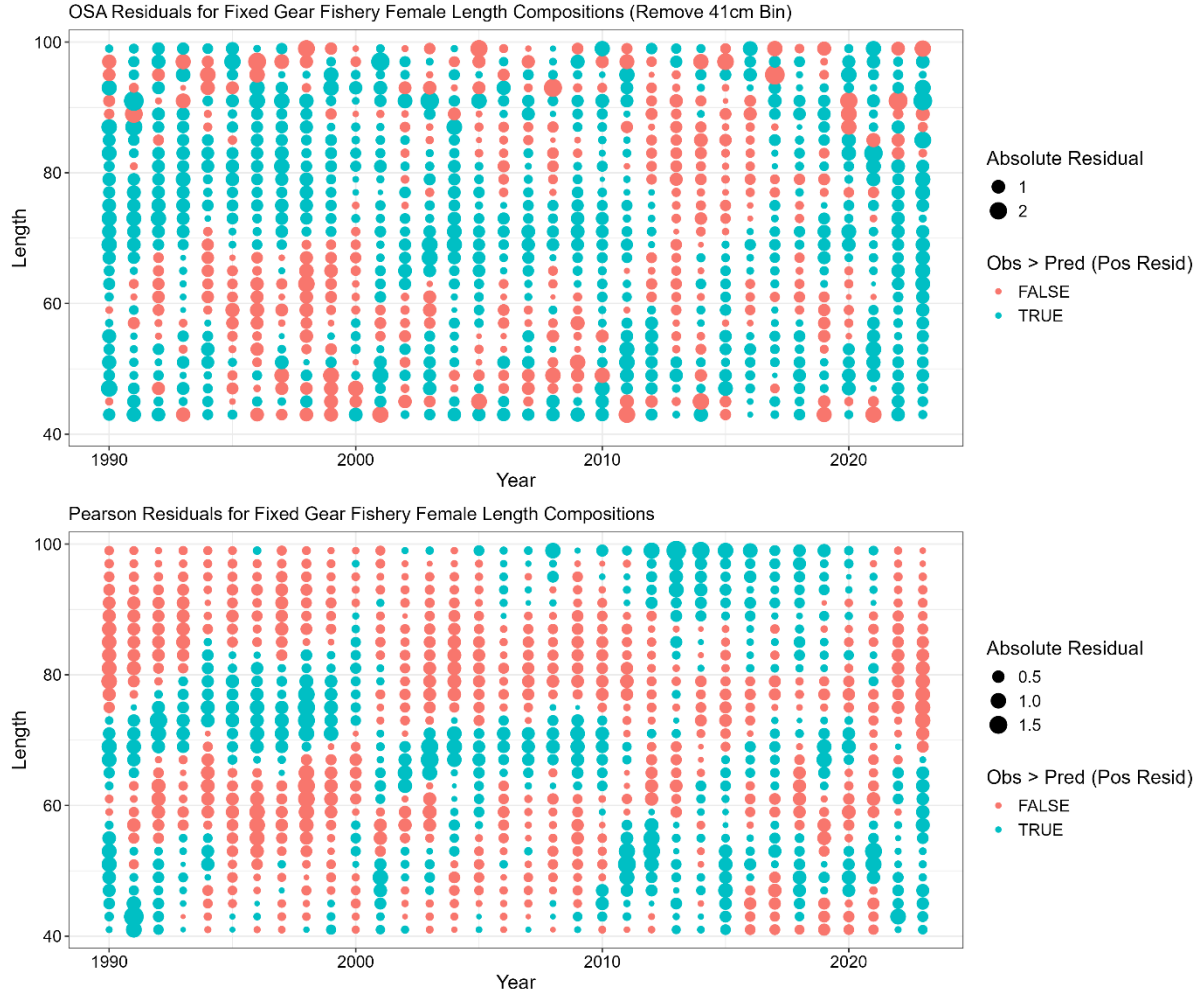 OSA Residuals for Fixed Gear Fishery Female Length Compositions (Remove 41cm Bin)
100
80
60
40
Length
1990
2000
2010
2020
Year
Absolute Residual
1
2
Obs > Pred (Pos Resid)
FALSE
TRUE
Pearson Residuals for Fixed Gear Fishery Female Length Compositions
100
80
60
40
Length
1990
2000
2010
2020
Year
Absolute Residual
0.5
1.0
1.5
Obs > Pred (Pos Resid)
FALSE
TRUE